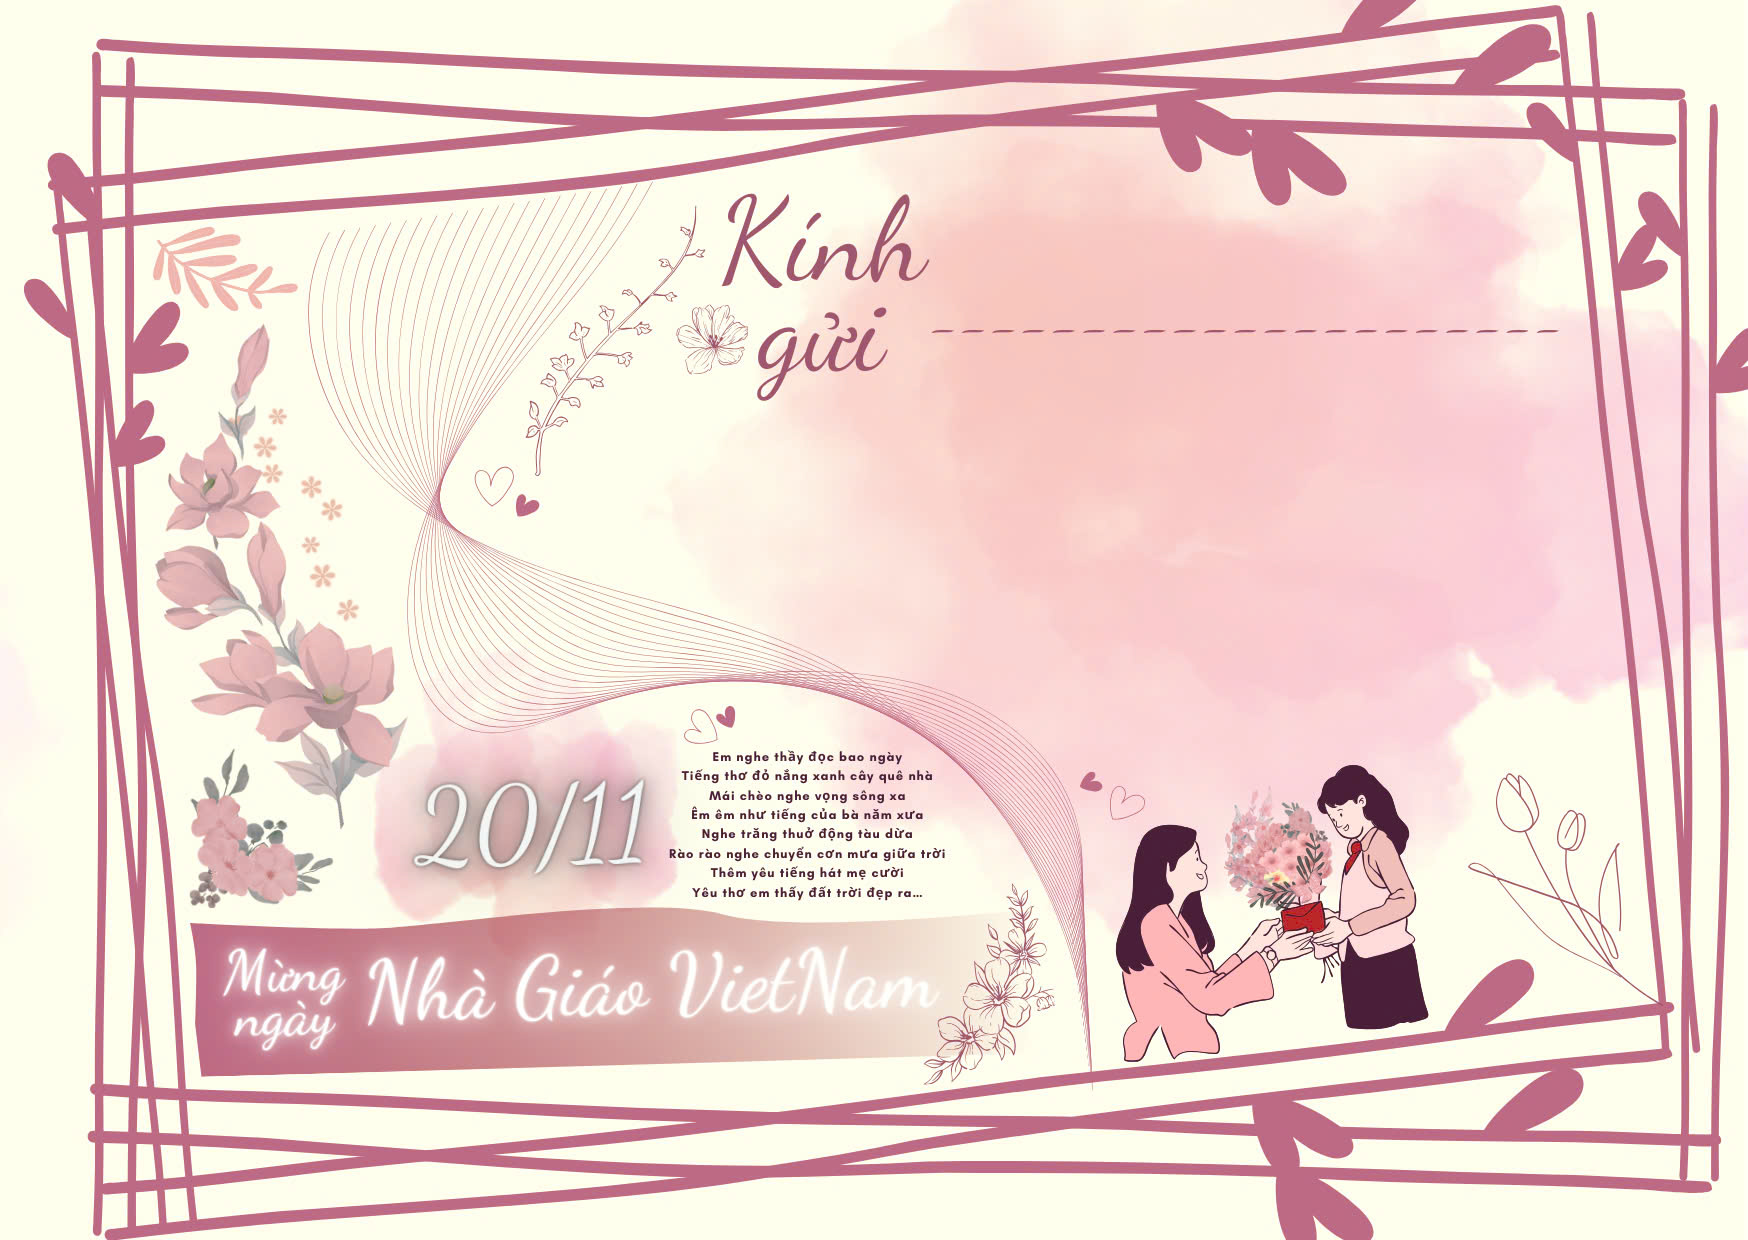 Kính
gửi
20/11
Em nghe thầy đọc bao ngày
Tiếng thơ đỏ nắng xanh cây quê nhà
Mái chèo nghe vọng sông xa
Êm êm như tiếng của bà năm xưa
Nghe trăng thuở động tàu dừa
Rào rào nghe chuyển cơn mưa giữa trời
Thêm yêu tiếng hát mẹ cười
Yêu thơ em thấy đất trời đẹp ra...
Mừng
ngày
Nhà Giáo VietNam